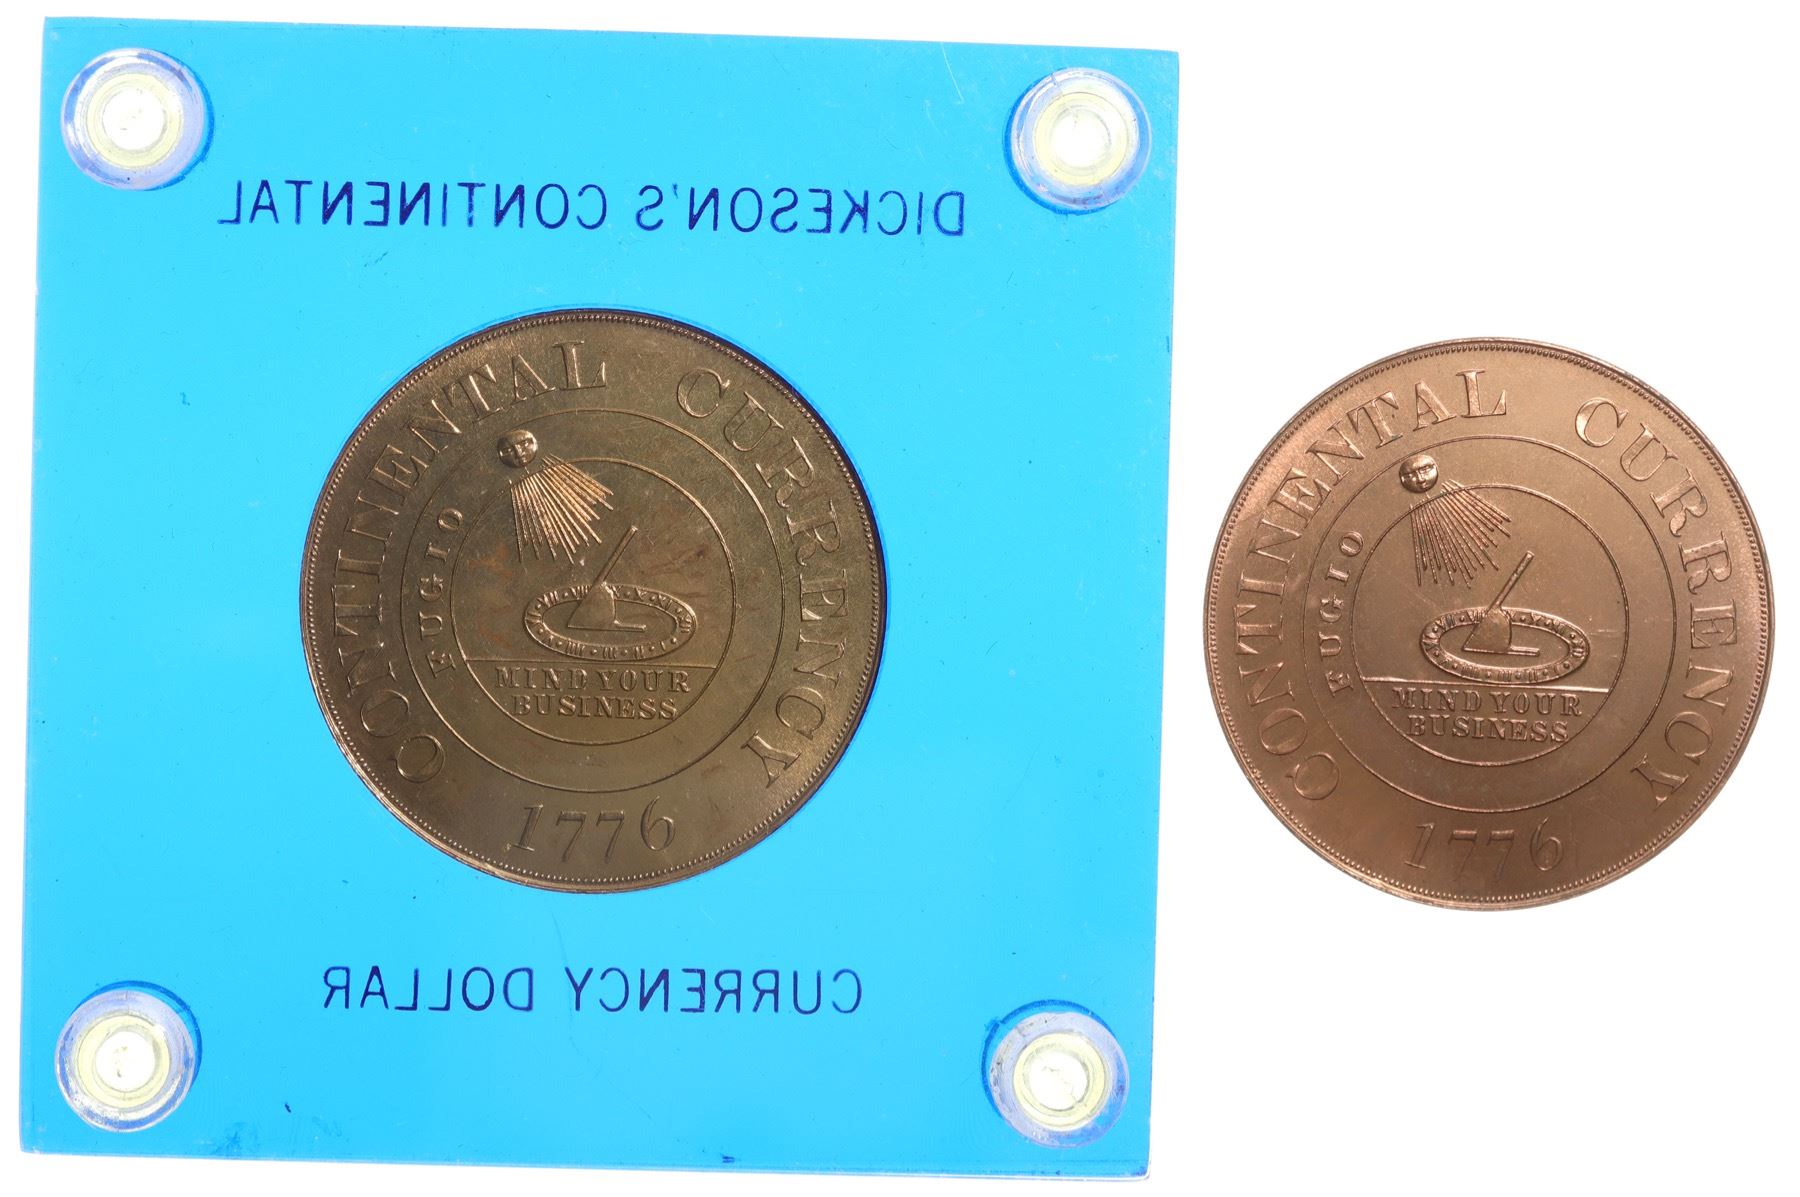 DICKESON'S CONTINENTAL
CONTINENTAL CURRENCY
FUGIO
MIND YOUR
BUSINESS
1776
CURRENCY DOLLAR
CONTINENTAL CURRENCY
FUGIO
MIND YOUR
BUSINESS
1776